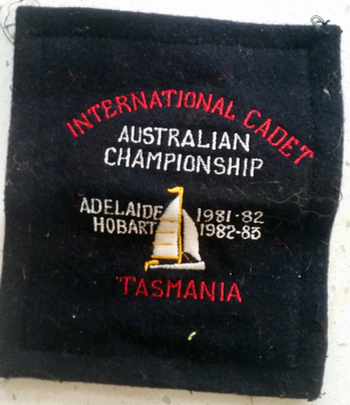 INTERNATIONAL CADET
AUSTRALIAN
CHAMPIONSHIP
ADELAIDE 1981-82
HOBART 1982-83
TASMANIA